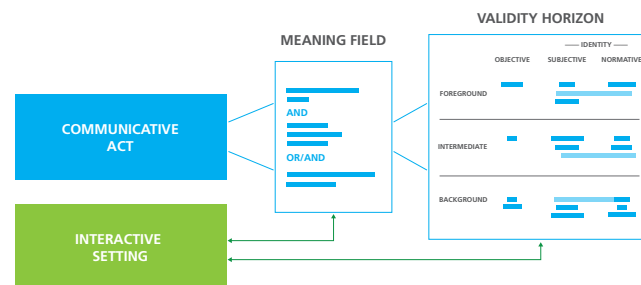 VALIDITY HORIZON
MEANING FIELD
IDENTITY
OBJECTIVE SUBJECTIVE NORMATIVE
COMMUNICATIVE
ACT
AND
OR/AND
FOREGROUND
INTERMEDIATE
BACKGROUND
INTERACTIVE
SETTING